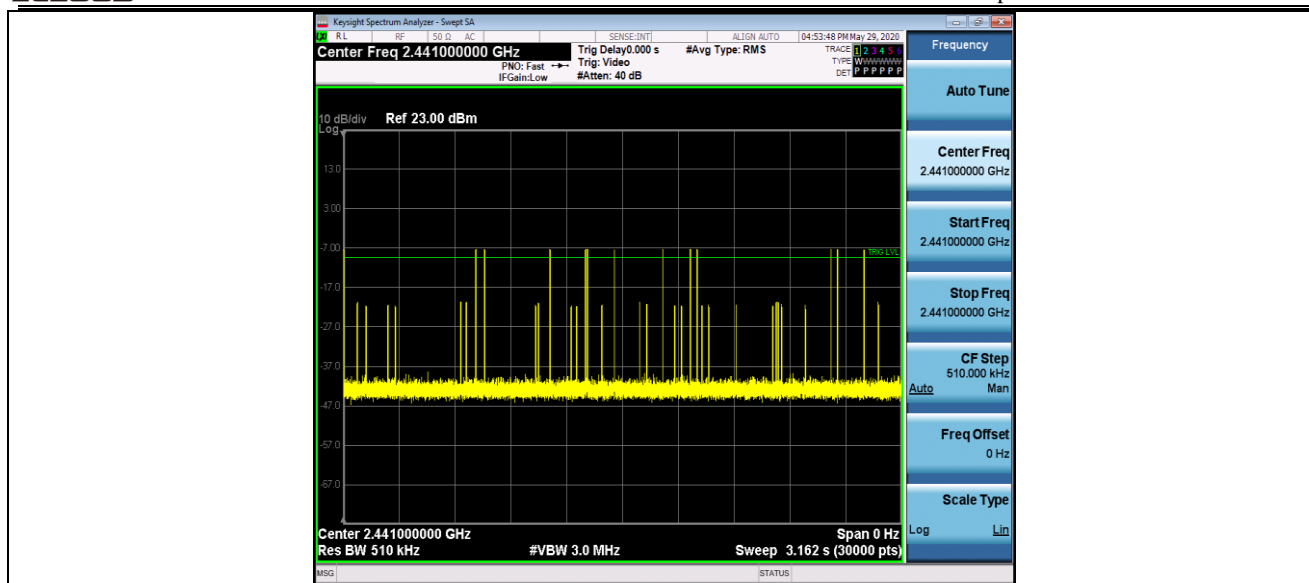 Keysight Spectrum Analyzer - Swept SA
LXI RL RF 50 Ω AC SENSE:INT ALIGN AUTO 04:53:48 PM May 29, 2020
Center Freq 2.441000000 GHz
PNO: Fast
IFGain:Low
Trig Delay0.000 s
Trig: Video
#Atten: 40 dB
#Avg Type: RMS
TRACE 1 2 3 4 5 6
TYPE WWWWWW
DET P P P P P P
10 dB/div Ref 23.00 dBm
Log
13.0
3.00
-7.00
TRIG LVL
-17.0
-27.0
-37.0
-47.0
-57.0
-67.0
Center 2.441000000 GHz Span 0 Hz
Res BW 510 kHz #VBW 3.0 MHz Sweep 3.162 s (30000 pts)
MSG STATUS
Frequency
Auto Tune
Center Freq
2.441000000 GHz
Start Freq
2.441000000 GHz
Stop Freq
2.441000000 GHz
CF Step
510.000 kHz
Auto Man
Freq Offset
0 Hz
Scale Type
Log Lin